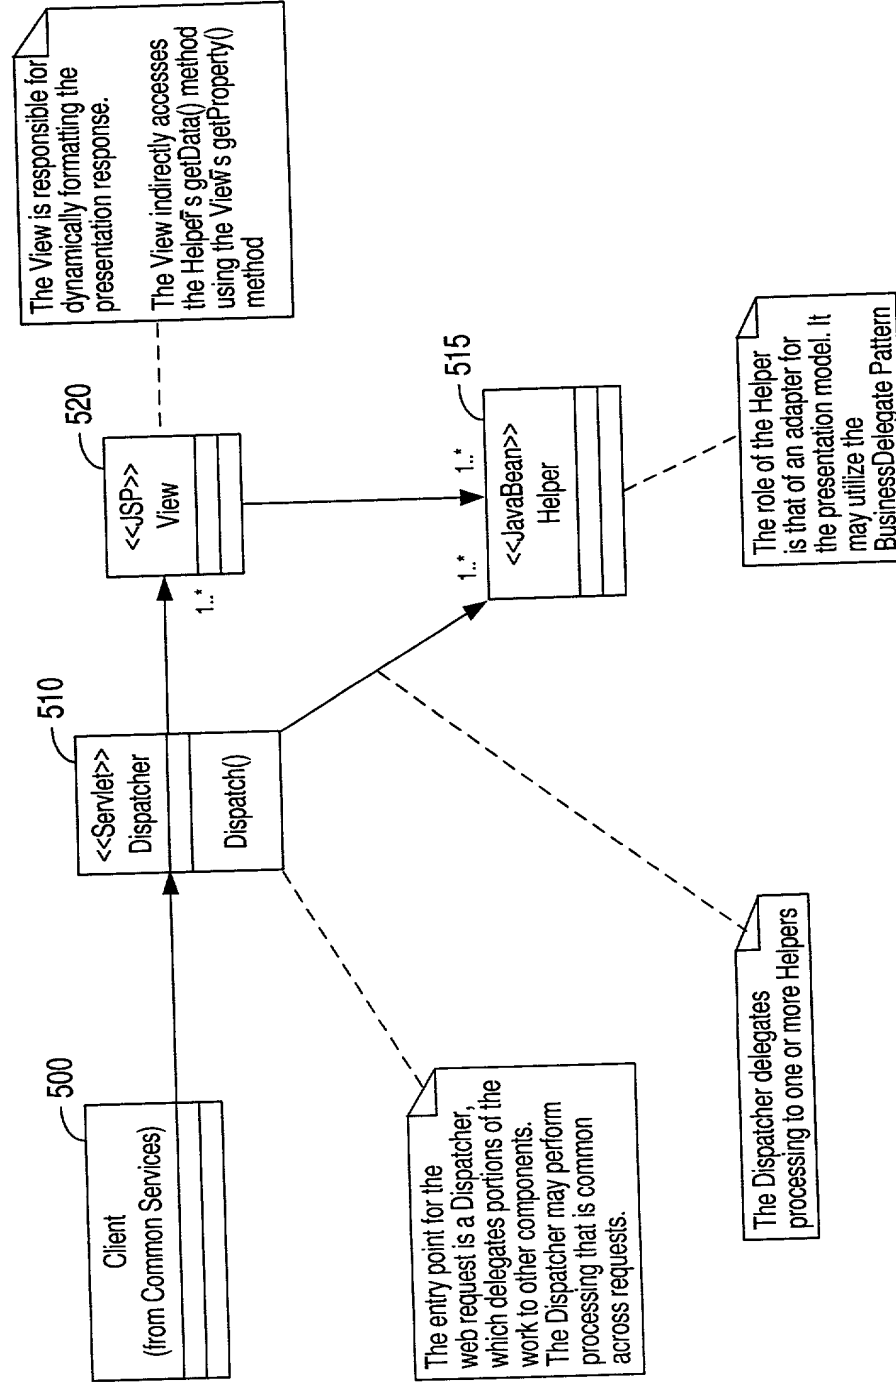 500
Client
(from Common Services)
510
<<Servlet>>
Dispatcher
Dispatch()
520
<<JSP>>
View
1..*
515
<<JavaBean>>
Helper
1..*
1..*
The View is responsible for
dynamically formatting the
presentation response.
The View indirectly accesses
the Helper's getData() method
using the View's getProperty()
method
The entry point for the
web request is a Dispatcher,
which delegates portions of the
work to other components.
The Dispatcher may perform
processing that is common
across requests.
The Dispatcher delegates
processing to one or more Helpers
The role of the Helper
is that of an adapter for
the presentation model. It
may utilize the
BusinessDelegate Pattern